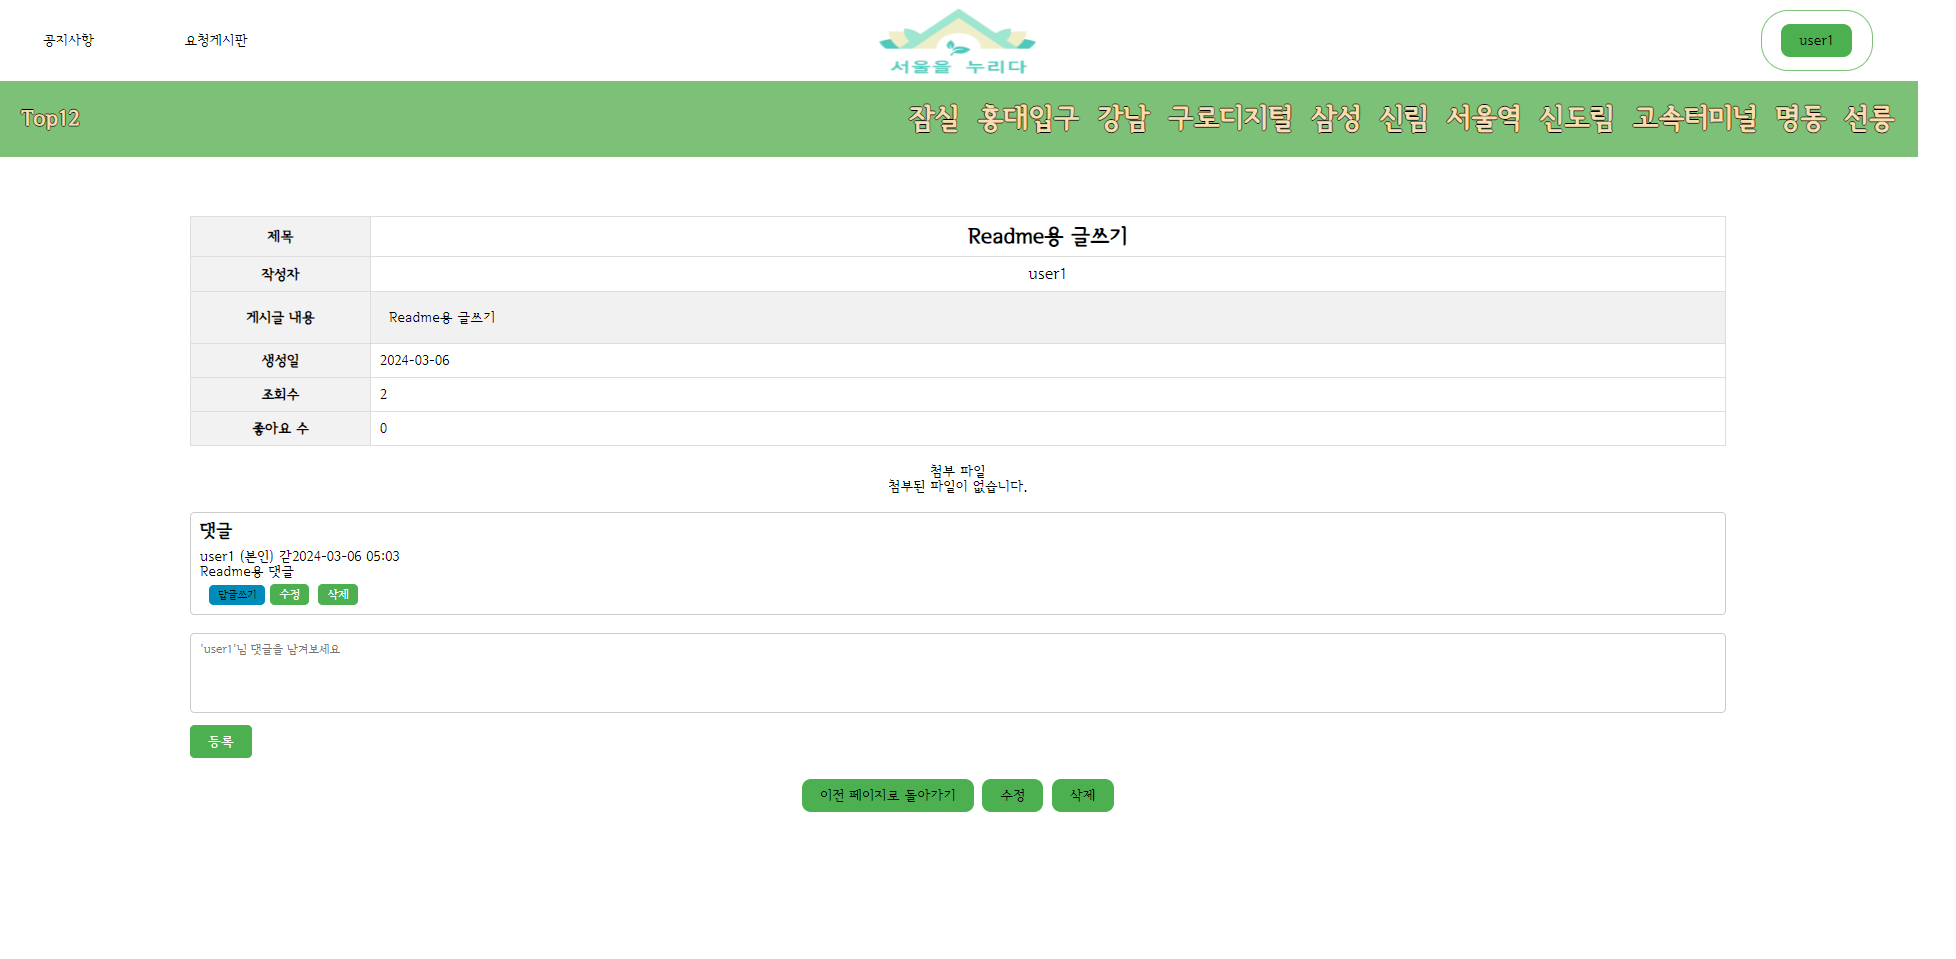 공지사항 요청게시판 서울을 누리다 user1
Top12 잠실 홍대입구 강남 구로디지털 삼성 신림 서울역 신도림 고속터미널 명동 선릉
제목 Readme용 글쓰기
작성자 user1
게시글 내용 Readme용 글쓰기
생성일 2024-03-06
조회수 2
좋아요 수 0
첨부 파일
첨부된 파일이 없습니다.
댓글
user1 (본인) 갇2024-03-06 05:03
Readme용 댓글
답글쓰기 수정 삭제
'user1'님 댓글을 남겨보세요
등록
이전 페이지로 돌아가기 수정 삭제